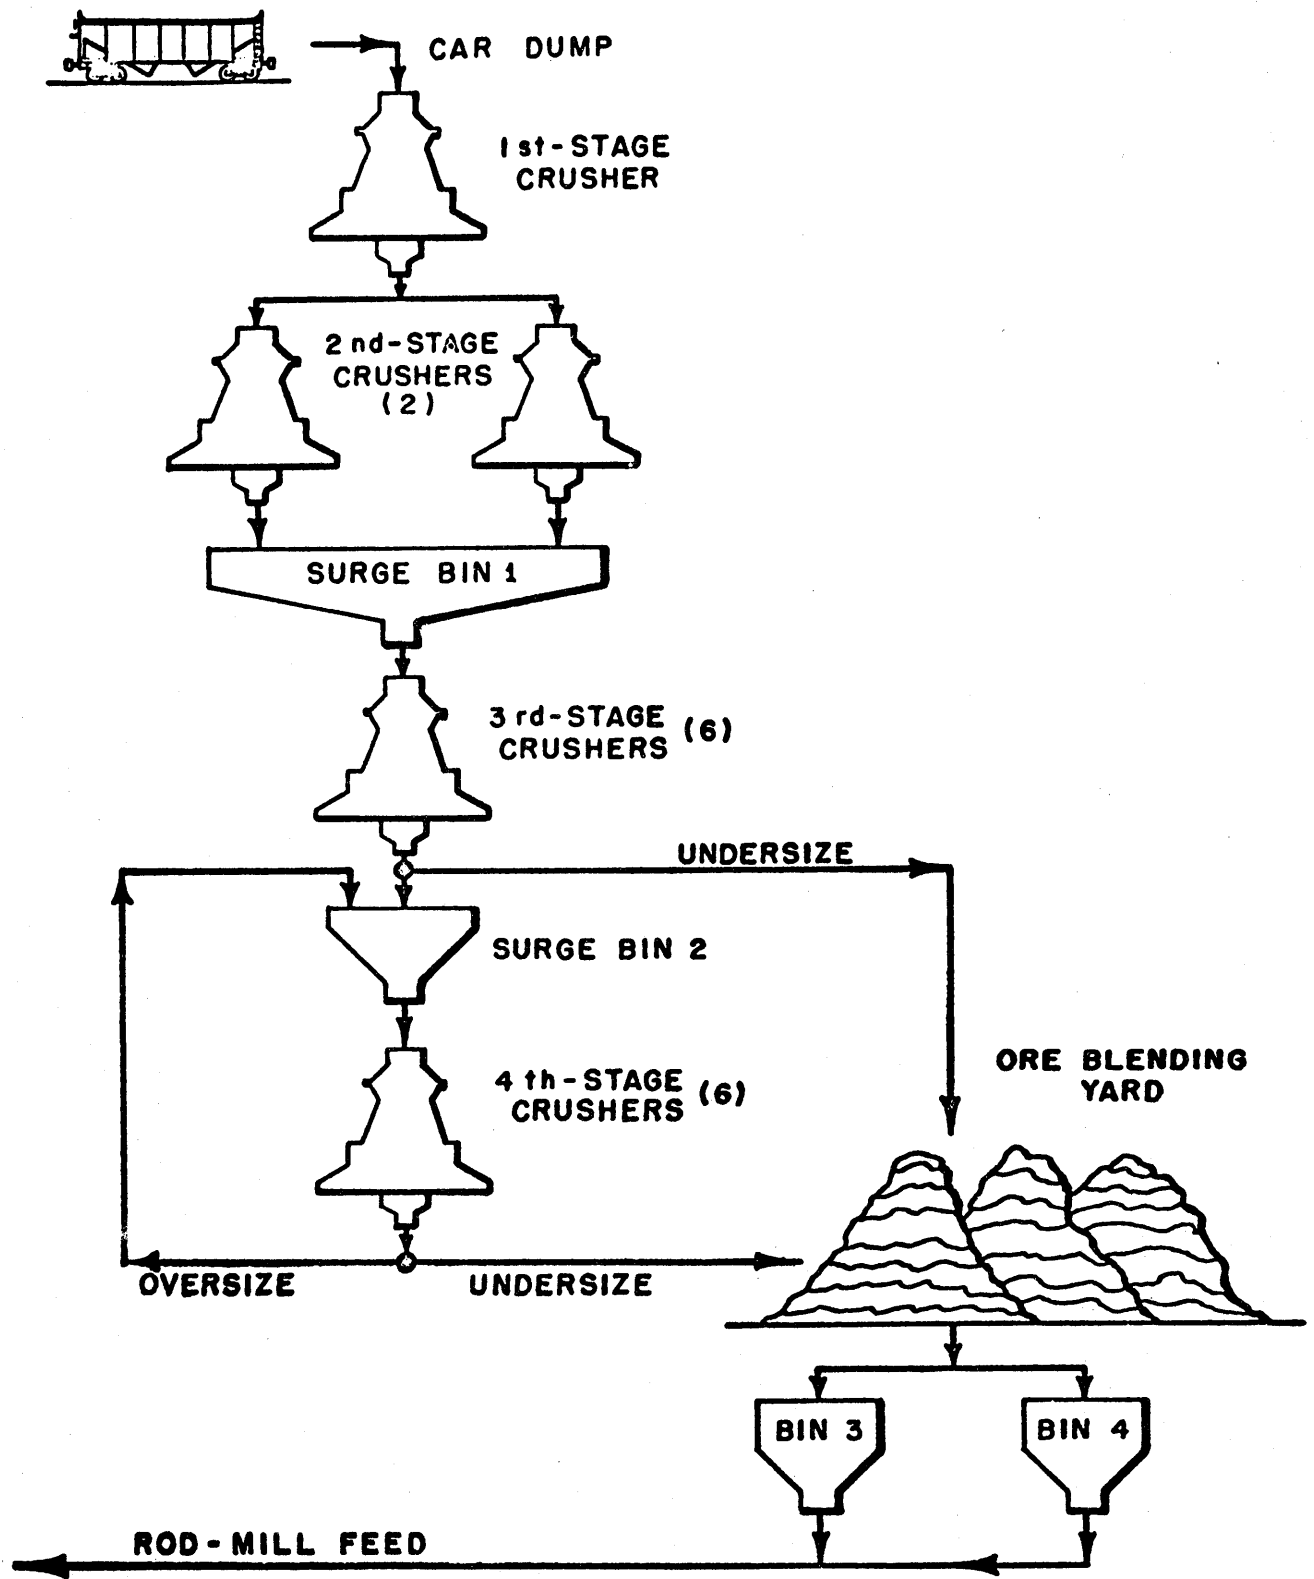 CAR DUMP
1st-STAGE
CRUSHER
2nd-STAGE
CRUSHERS
(2)
SURGE BIN 1
3rd-STAGE (6)
CRUSHERS
UNDERSIZE
SURGE BIN 2
ORE BLENDING
YARD
4th-STAGE (6)
CRUSHERS
OVERSIZE UNDERSIZE
BIN 3 BIN 4
ROD-MILL FEED